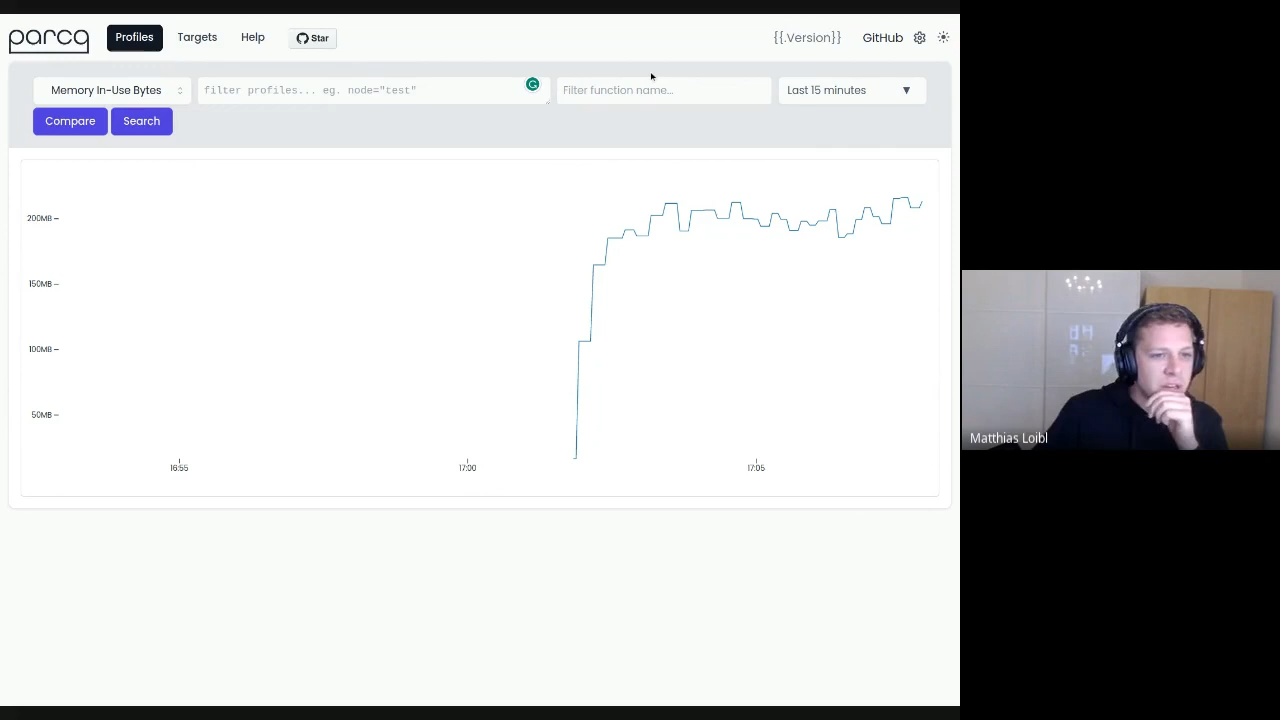 parca
Profiles
Targets
Help
Star
{{.Version}}
GitHub
Memory In-Use Bytes
filter profiles... eg. node="test"
Filter function name...
Last 15 minutes
Compare
Search
200MB
150MB
100MB
50MB
16:55
17:00
17:05
Matthias Loibl